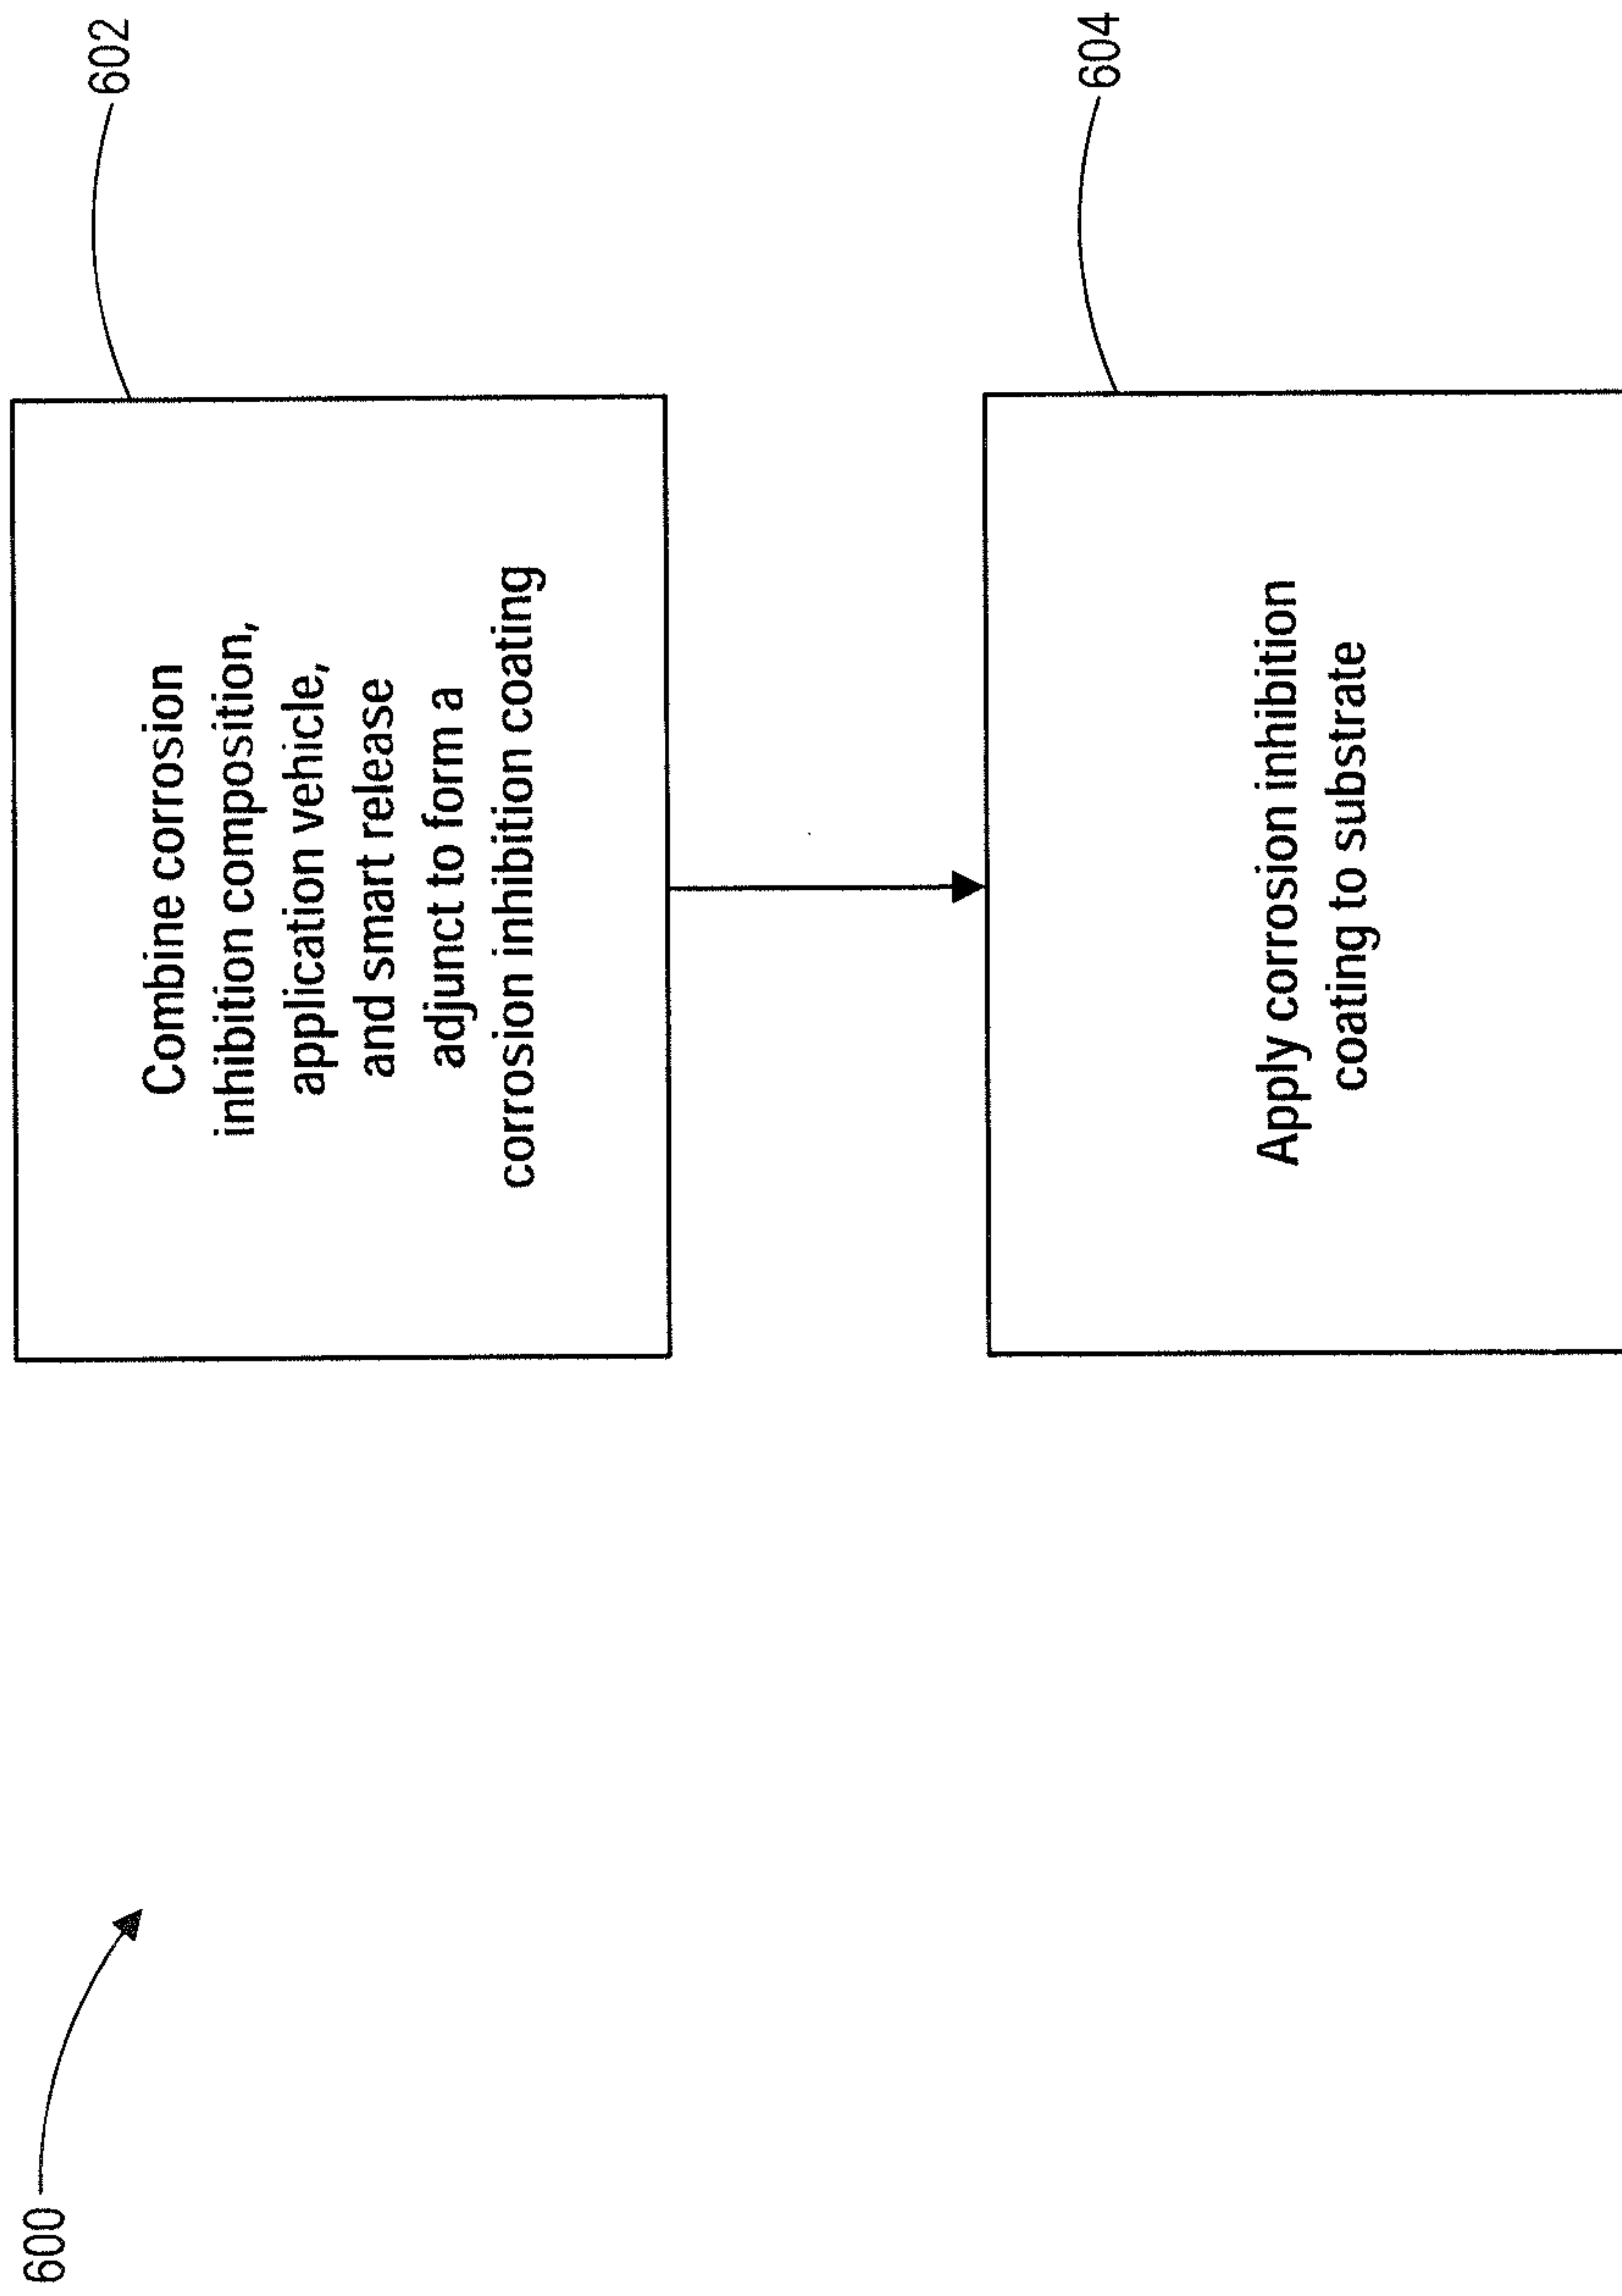 600
602
Combine corrosion
inhibition composition,
application vehicle,
and smart release
adjunct to form a
corrosion inhibition coating
604
Apply corrosion inhibition
coating to substrate